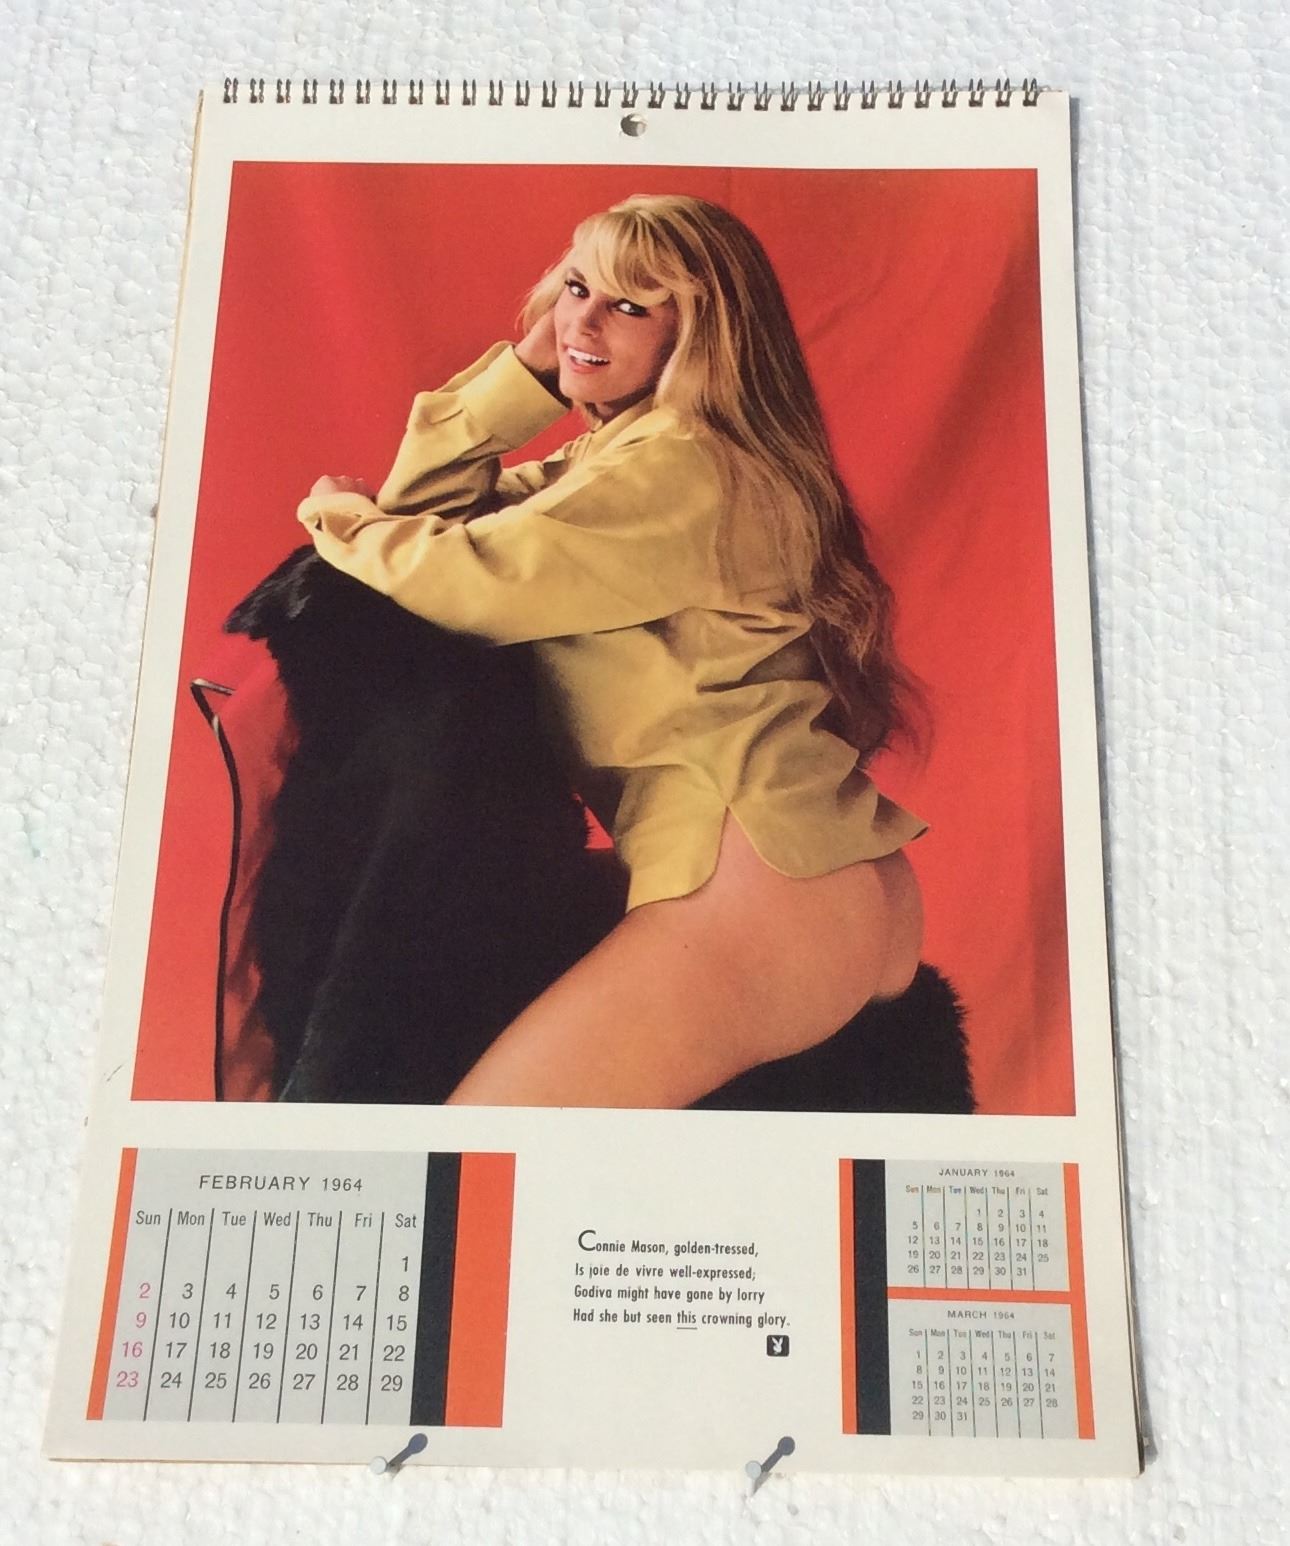 FEBRUARY 1964
Sun Mon Tue Wed Thu Fri Sat
1
2 3 4 5 6 7 8
9 10 11 12 13 14 15
16 17 18 19 20 21 22
23 24 25 26 27 28 29
Connie Mason, golden-tressed,
Is joie de vivre well-expressed;
Godiva might have gone by lorry
Had she but seen this crowning glory.
JANUARY 1964
Sun Mon Tue Wed Thu Fri Sat
1 2 3 4
5 6 7 8 9 10 11
12 13 14 15 16 17 18
19 20 21 22 23 24 25
26 27 28 29 30 31
MARCH 1964
Sun Mon Tue Wed Thu Fri Sat
1 2 3 4 5 6 7
8 9 10 11 12 13 14
15 16 17 18 19 20 21
22 23 24 25 26 27 28
29 30 31